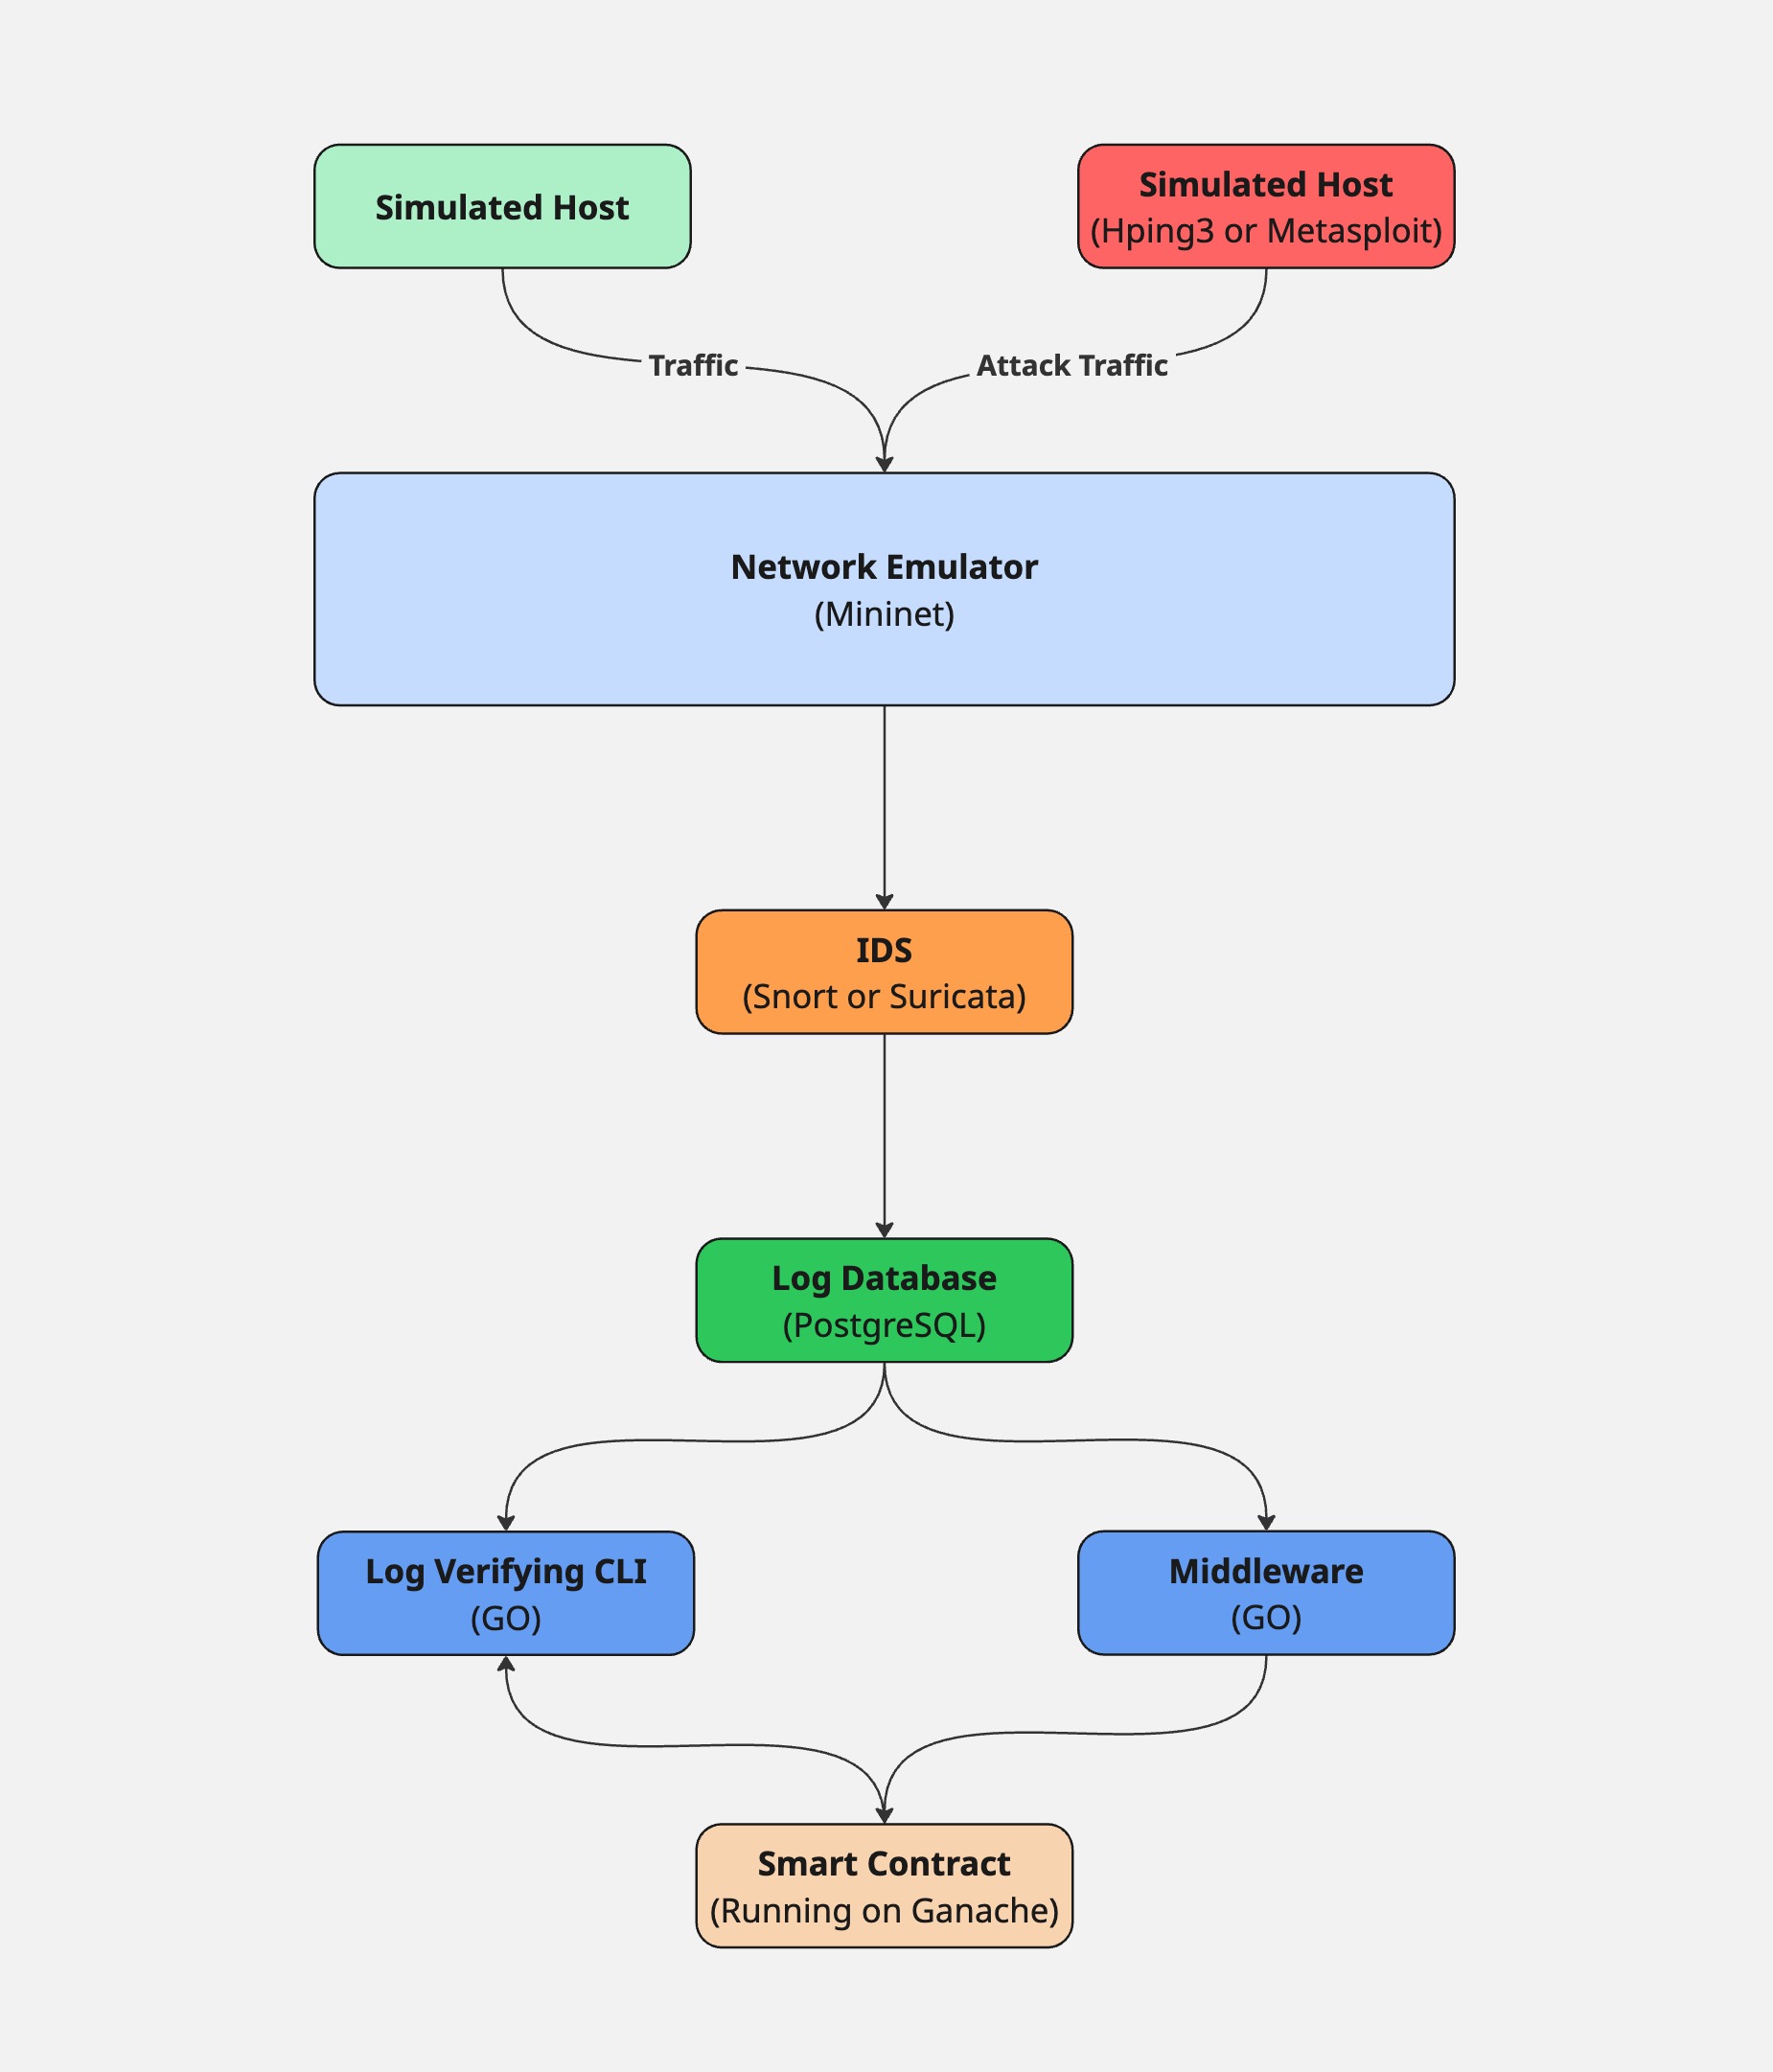 Simulated Host
Simulated Host
(Hping3 or Metasploit)
Traffic
Attack Traffic
Network Emulator
(Mininet)
IDS
(Snort or Suricata)
Log Database
(PostgreSQL)
Log Verifying CLI
(GO)
Middleware
(GO)
Smart Contract
(Running on Ganache)